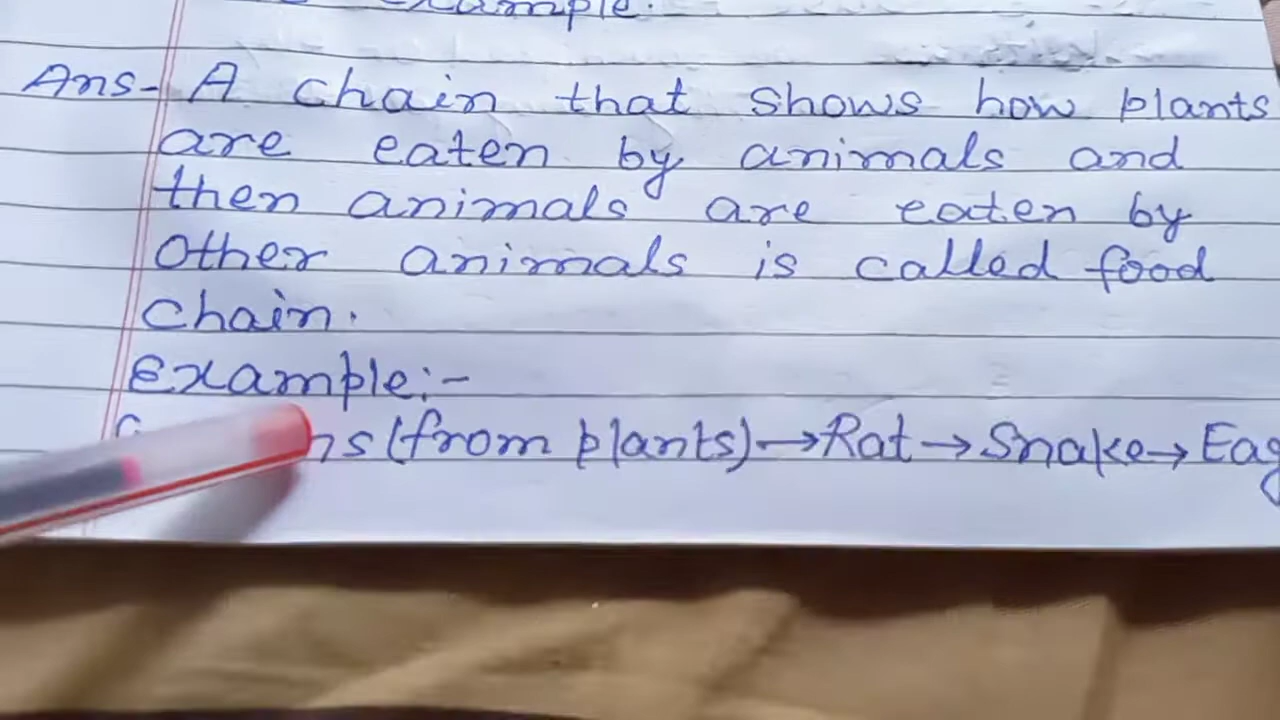 Example.
Ans- A chain that shows how plants
are eaten by animals and
then animals are eaten by
other animals is called food
chain.
Example:-
(from plants)→Rat→Snake→